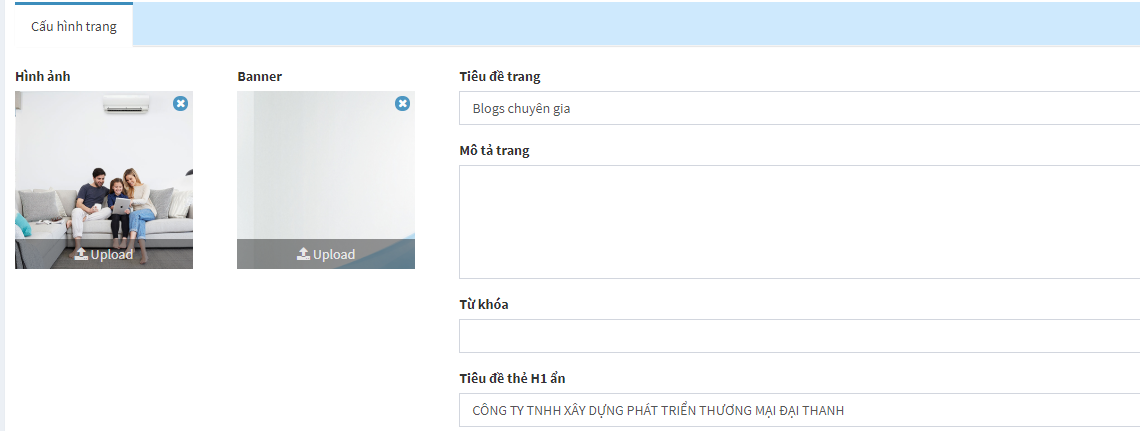 Cấu hình trang
Hình ảnh
Banner
Tiêu đề trang
Blogs chuyên gia
Mô tả trang
Upload
Upload
Từ khóa
Tiêu đề thẻ H1 ẩn
CÔNG TY TNHH XÂY DỰNG PHÁT TRIỂN THƯƠNG MẠI ĐẠI THANH